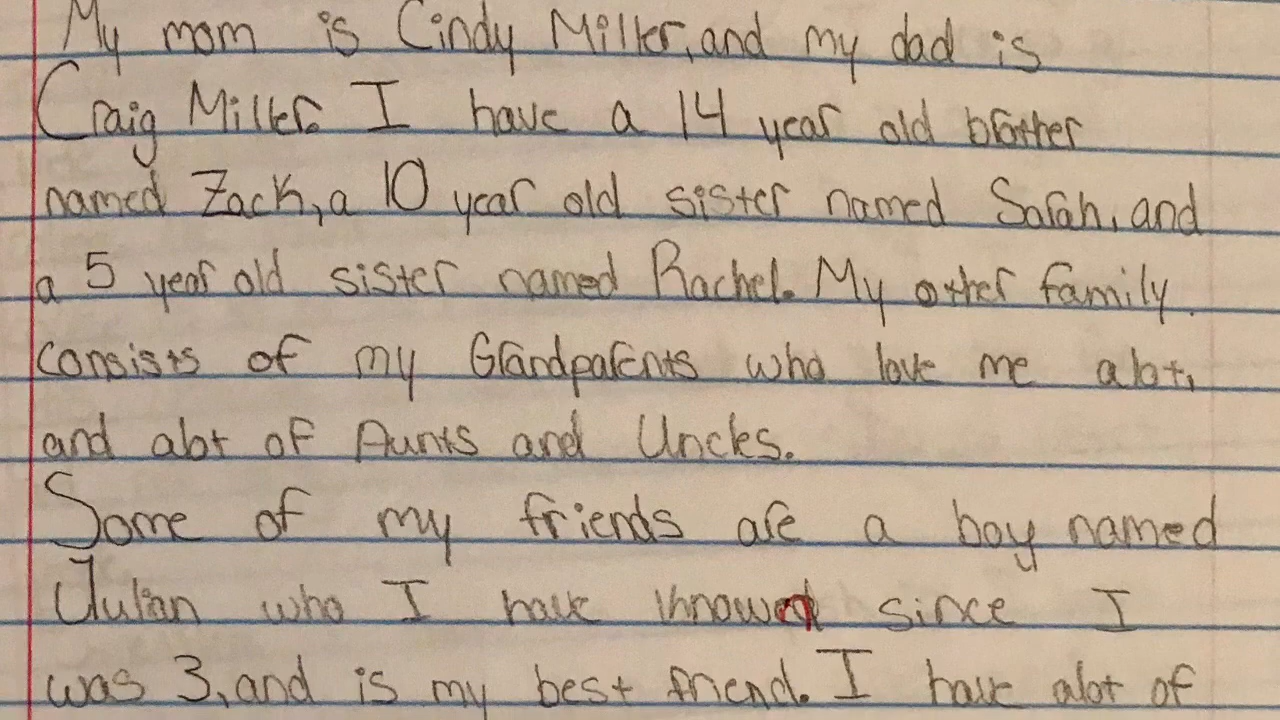 My mom is Cindy Miller, and my dad is
Craig Miller. I have a 14 year old brother
named Zack, a 10 year old sister named Sarah, and
a 5 year old sister named Rachel. My other family
consists of my Grandparents who love me alot,
and alot of Aunts and Uncles.
Some of my friends are a boy named
Julian who I have known since I
was 3, and is my best friend. I have alot of